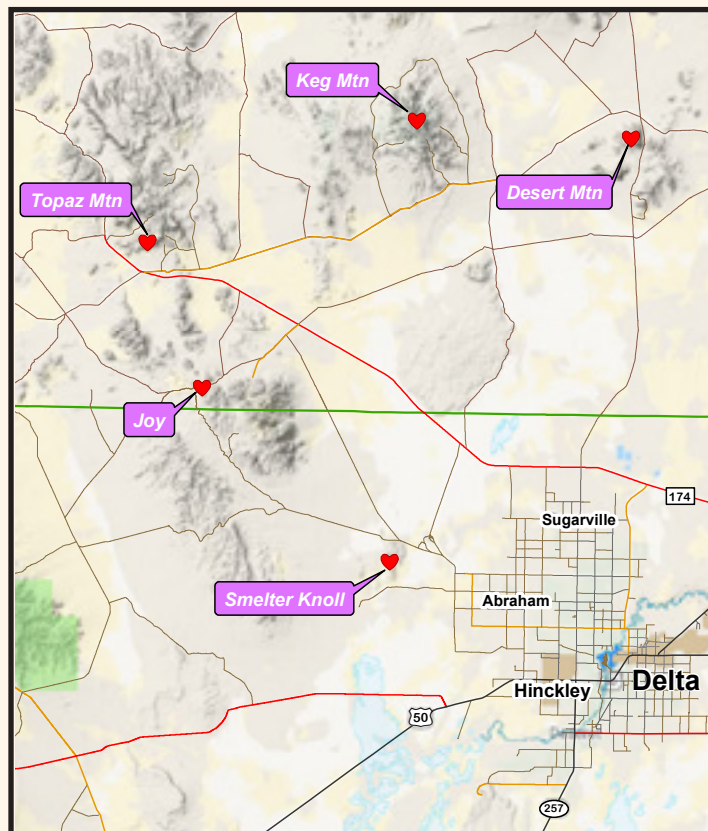 Keg Mtn
Desert Mtn
Topaz Mtn
Joy
174
Sugarville
Smelter Knoll
Abraham
Hinckley
Delta
50
257